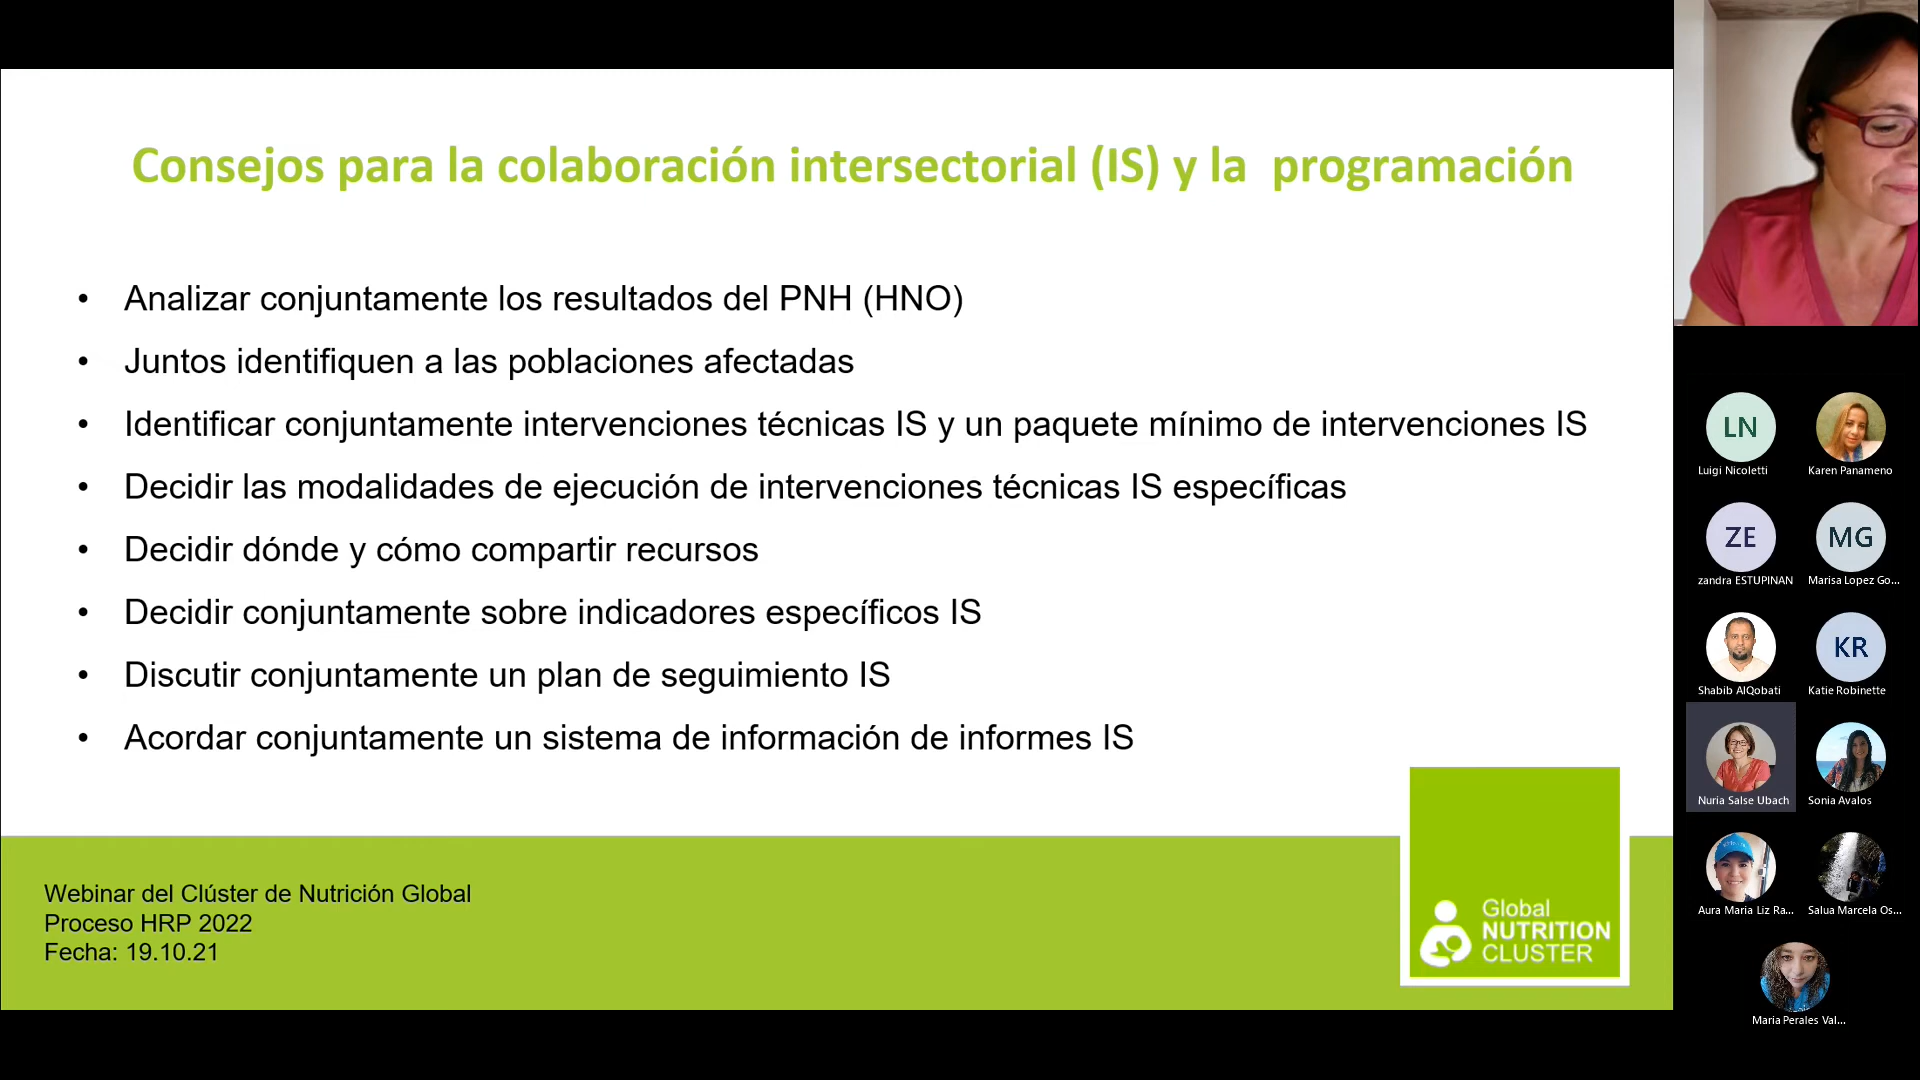 Consejos para la colaboración intersectorial (IS) y la programación
• Analizar conjuntamente los resultados del PNH (HNO)
• Juntos identifiquen a las poblaciones afectadas
• Identificar conjuntamente intervenciones técnicas IS y un paquete mínimo de intervenciones IS
• Decidir las modalidades de ejecución de intervenciones técnicas IS específicas
• Decidir dónde y cómo compartir recursos
• Decidir conjuntamente sobre indicadores específicos IS
• Discutir conjuntamente un plan de seguimiento IS
• Acordar conjuntamente un sistema de información de informes IS
Webinar del Clúster de Nutrición Global
Proceso HRP 2022
Fecha: 19.10.21
Global
NUTRITION
CLUSTER
LN
Luigi Nicoletti
Karen Panameno
ZE
zandra ESTUPINAN
MG
Marisa Lopez Go...
Shabib AlQobati
KR
Katie Robinette
Nuria Salse Ubach
Sonia Avalos
Aura Maria Liz Ra...
Salua Marcela Os...
Maria Perales Val...